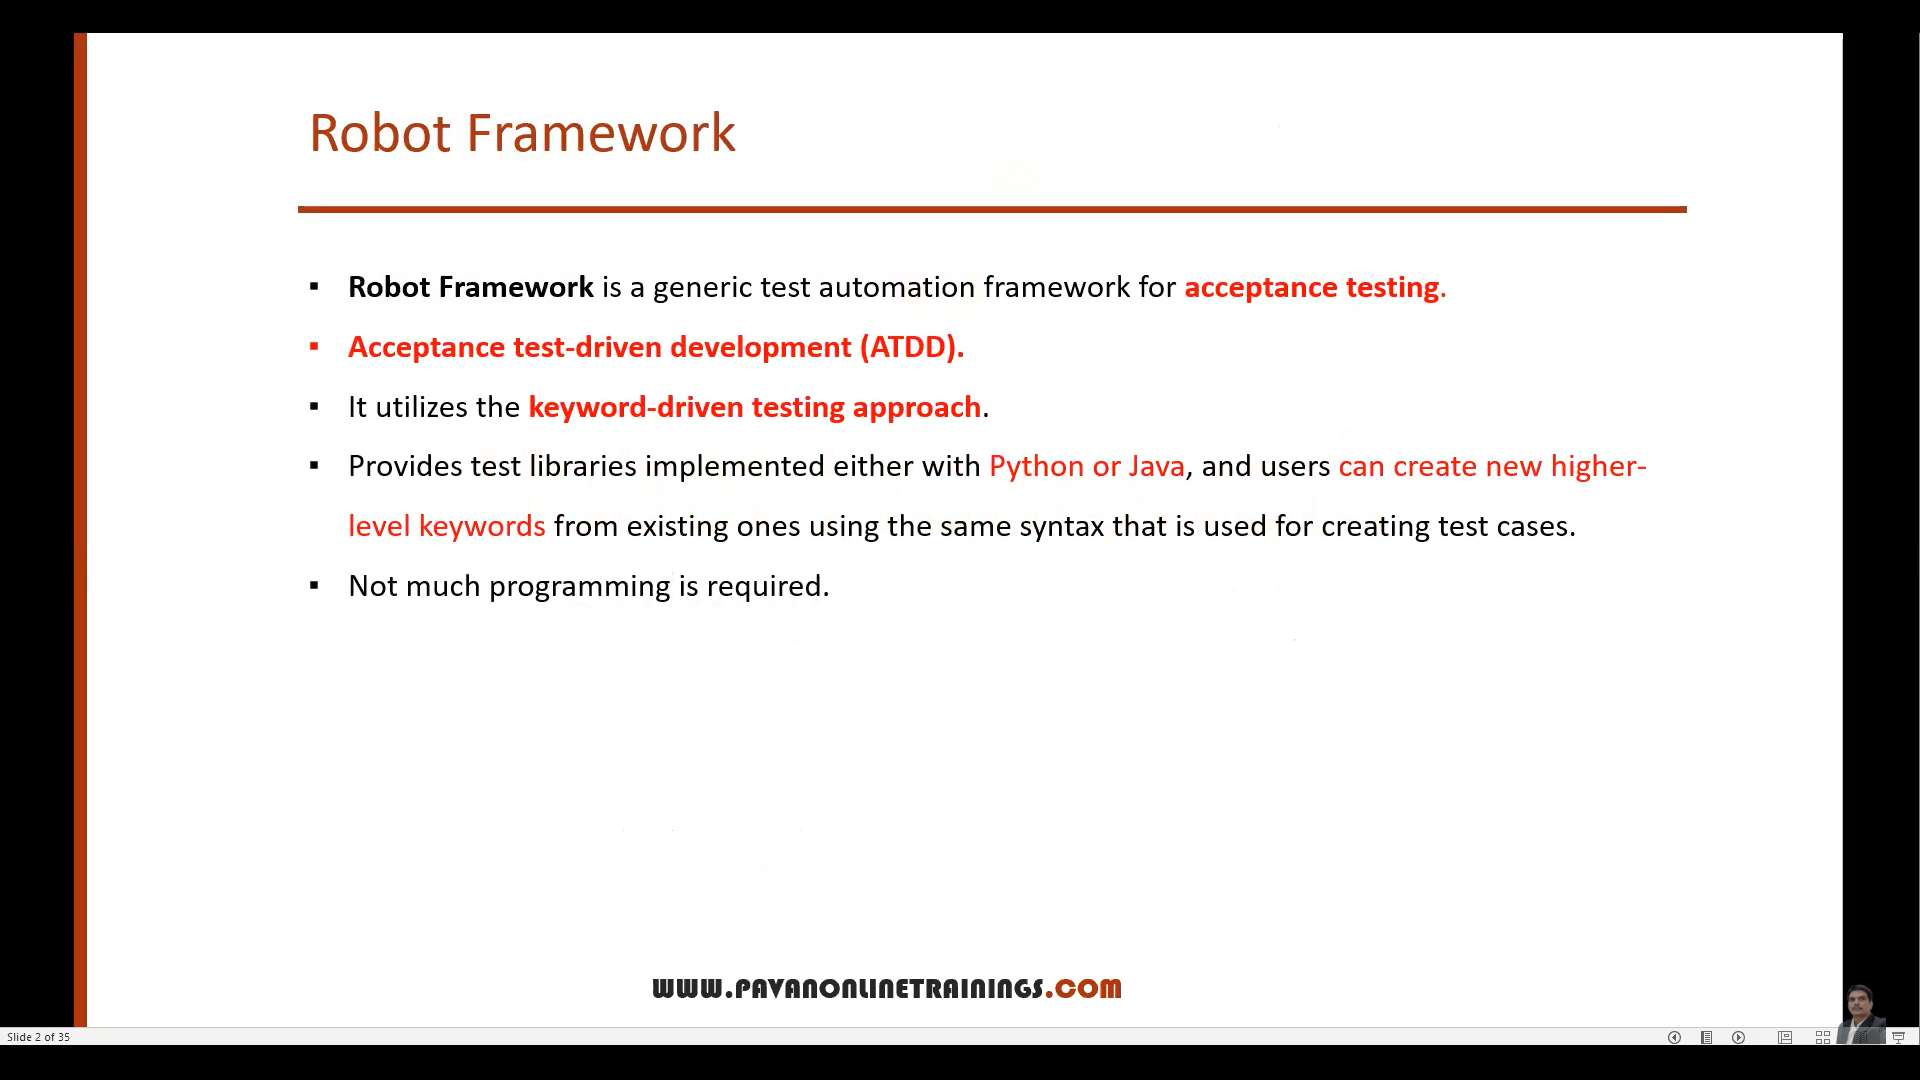 Robot Framework
▪ Robot Framework is a generic test automation framework for acceptance testing.
▪ Acceptance test-driven development (ATDD).
▪ It utilizes the keyword-driven testing approach.
▪ Provides test libraries implemented either with Python or Java, and users can create new higher-
level keywords from existing ones using the same syntax that is used for creating test cases.
▪ Not much programming is required.
WWW.PAVANONLINETRAININGS.COM
Slide 2 of 35